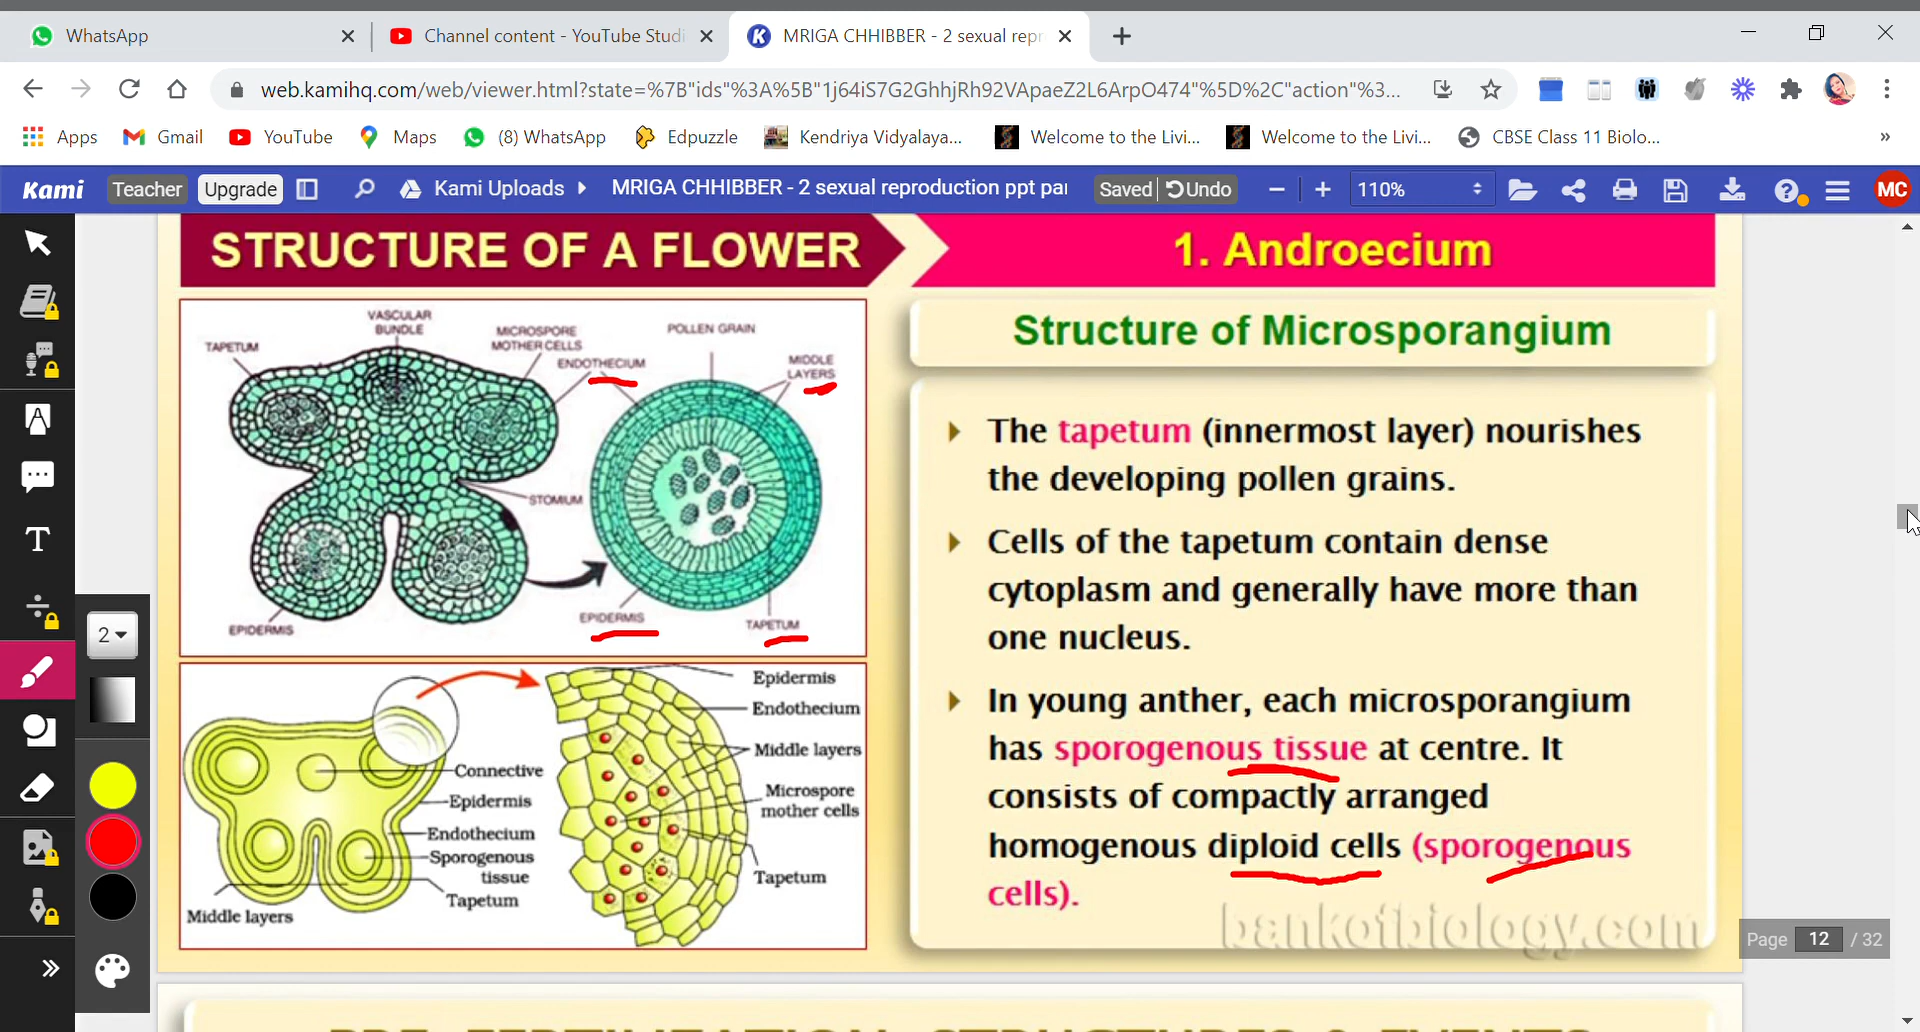 WhatsApp
Channel content - YouTube Studi
MRIGA CHHIBBER - 2 sexual repr
web.kamihq.com/web/viewer.html?state=%7B"ids"%3A%5B"1j64iS7G2GhhjRh92VApaeZ2L6ArpO474"%5D%2C"action"%3...
Apps
Gmail
YouTube
Maps
(8) WhatsApp
Edpuzzle
Kendriya Vidyalaya...
Welcome to the Livi...
Welcome to the Livi...
CBSE Class 11 Biolo...
»
Kami
Teacher
Upgrade
Kami Uploads
MRIGA CHHIBBER - 2 sexual reproduction ppt par
Saved
Undo
110%
MC
STRUCTURE OF A FLOWER
1. Androecium
VASCULAR
BUNDLE
TAPETUM
MICROSPORE
MOTHER CELLS
POLLEN GRAIN
ENDOTHECIUM
MIDDLE
LAYERS
STOMIUM
EPIDERMIS
EPIDERMIS
TAPETUM
Epidermis
Endothecium
Middle layers
Microspore
mother cells
Tapetum
Connective
Epidermis
Endothecium
Sporogenous
tissue
Tapetum
Middle layers
Structure of Microsporangium
The tapetum (innermost layer) nourishes
the developing pollen grains.
Cells of the tapetum contain dense
cytoplasm and generally have more than
one nucleus.
In young anther, each microsporangium
has sporogenous tissue at centre. It
consists of compactly arranged
homogenous diploid cells (sporogenous
cells).
bankofbiology.com
Page 12 / 32
2
PRE-FERTILIZATION: STRUCTURES & EVENTS